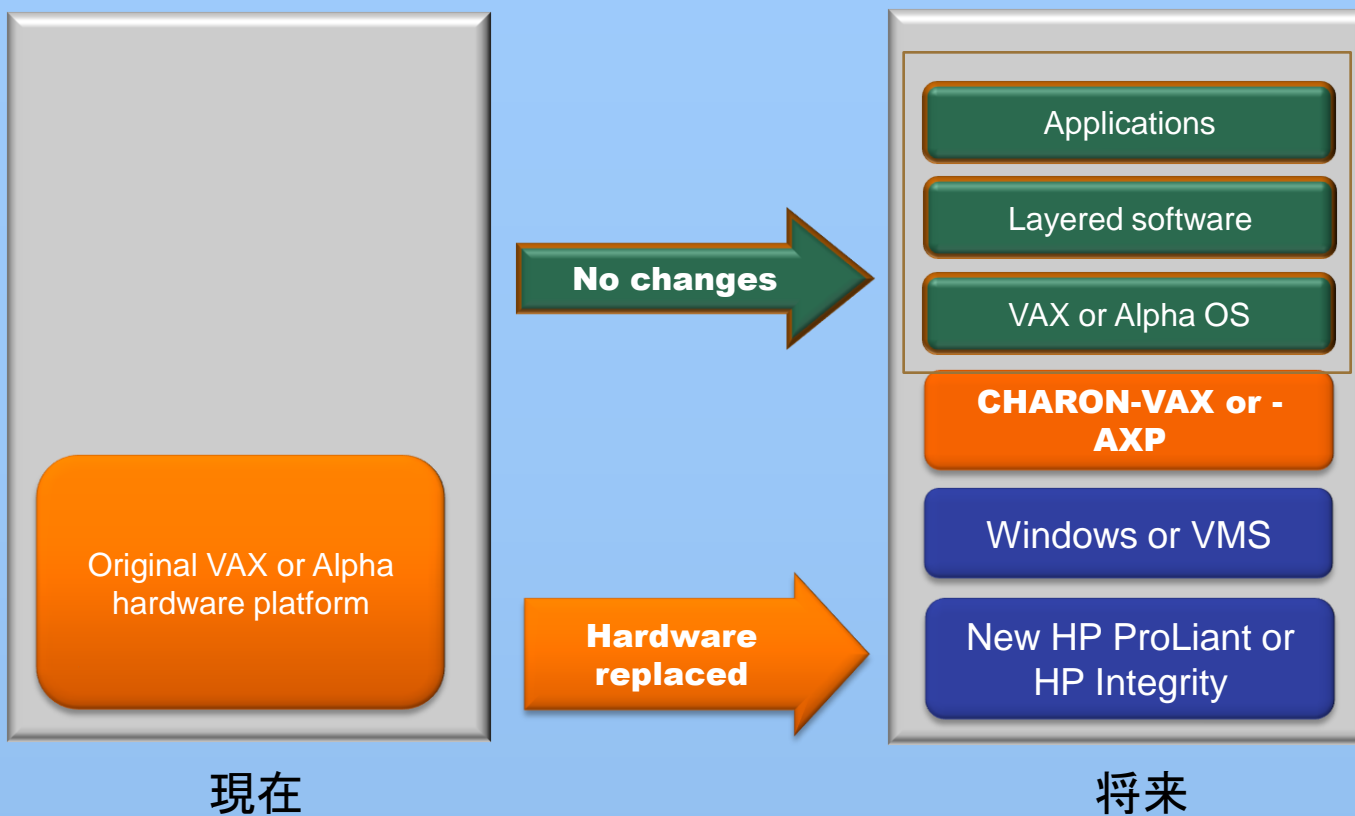 Original VAX or Alpha
hardware platform
現在
No changes
Hardware
replaced
Applications
Layered software
VAX or Alpha OS
CHARON-VAX or -
AXP
Windows or VMS
New HP ProLiant or
HP Integrity
将来